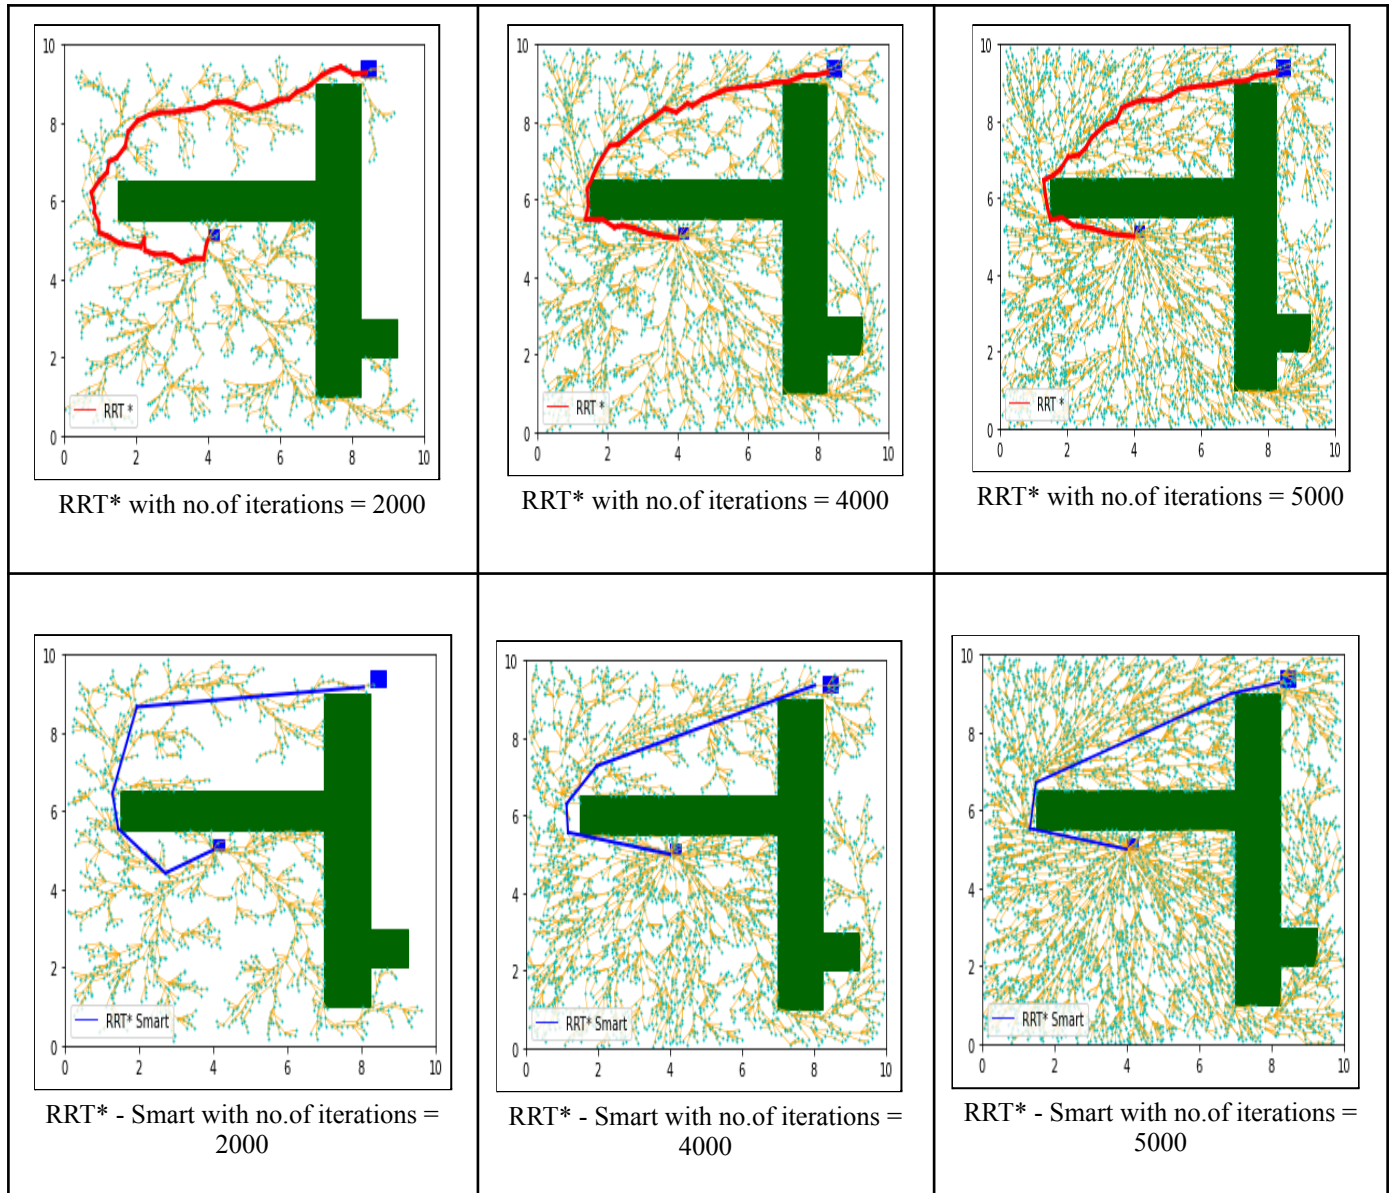 10
8
6
4
2
0
0 2 4 6 8 10
RRT *
RRT* with no.of iterations = 2000
10
8
6
4
2
0
0 2 4 6 8 10
RRT *
RRT* with no.of iterations = 4000
10
8
6
4
2
0
0 2 4 6 8 10
RRT *
RRT* with no.of iterations = 5000
10
8
6
4
2
0
0 2 4 6 8 10
RRT* Smart
RRT* - Smart with no.of iterations =
2000
10
8
6
4
2
0
0 2 4 6 8 10
RRT* Smart
RRT* - Smart with no.of iterations =
4000
10
8
6
4
2
0
0 2 4 6 8 10
RRT* Smart
RRT* - Smart with no.of iterations =
5000